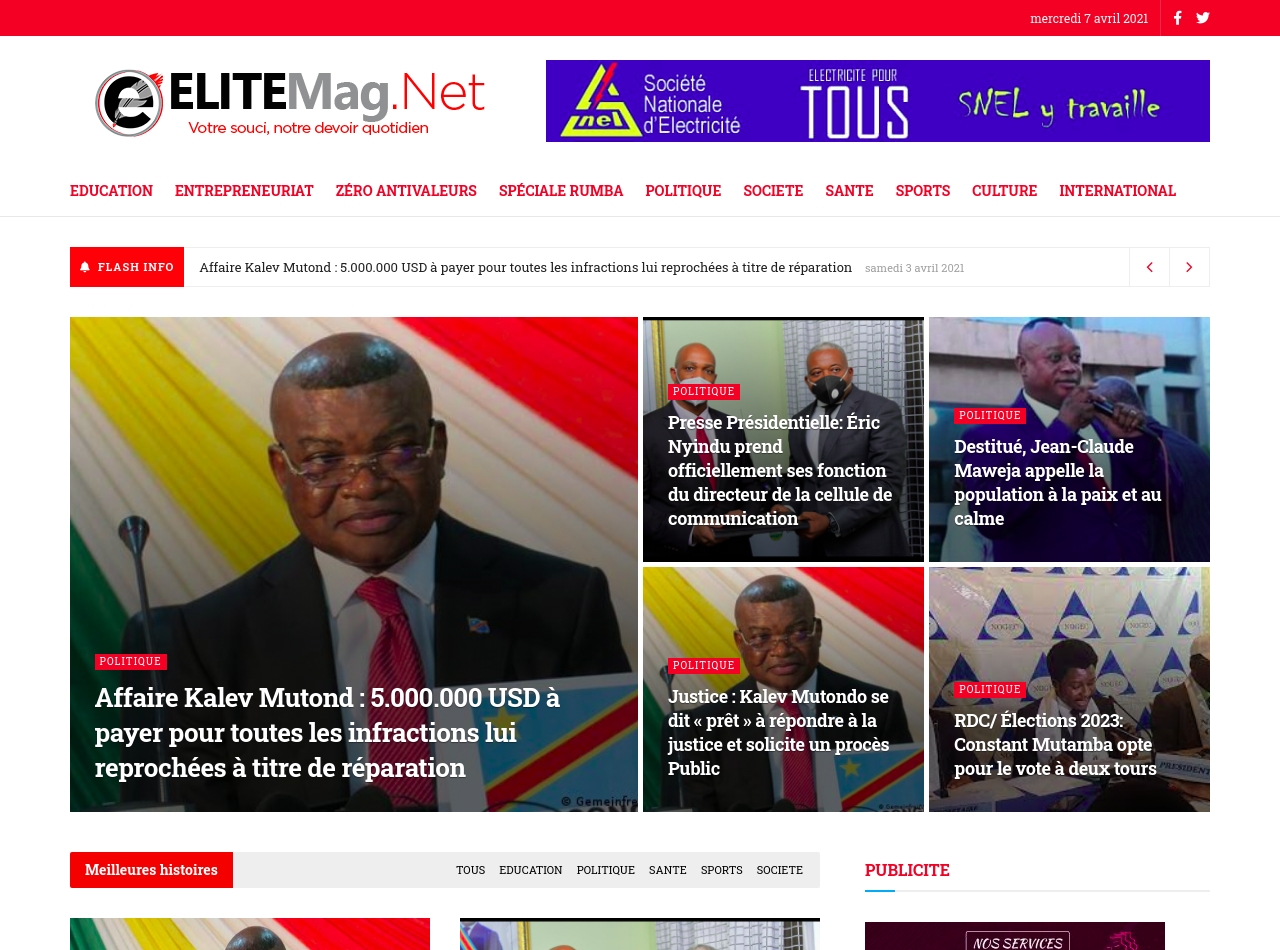 mercredi 7 avril 2021
ELITEMag.Net
Votre souci, notre devoir quotidien
snel
Société
Nationale
d'Electricité
ELECTRICITE POUR
TOUS
SNEL y travaille
EDUCATION ENTREPRENEURIAT ZÉRO ANTIVALEURS SPÉCIALE RUMBA POLITIQUE SOCIETE SANTE SPORTS CULTURE INTERNATIONAL
FLASH INFO
Affaire Kalev Mutond : 5.000.000 USD à payer pour toutes les infractions lui reprochées à titre de réparation samedi 3 avril 2021
POLITIQUE
Affaire Kalev Mutond : 5.000.000 USD à
payer pour toutes les infractions lui
reprochées à titre de réparation
POLITIQUE
Presse Présidentielle: Éric
Nyindu prend
officiellement ses fonction
du directeur de la cellule de
communication
POLITIQUE
Destitué, Jean-Claude
Maweja appelle la
population à la paix et au
calme
POLITIQUE
Justice : Kalev Mutondo se
dit « prêt » à répondre à la
justice et solicite un procès
Public
NOGEC
POLITIQUE
RDC/ Élections 2023:
Constant Mutamba opte
pour le vote à deux tours
PRESIDENT
Meilleures histoires
TOUS EDUCATION POLITIQUE SANTE SPORTS SOCIETE
PUBLICITE
NOS SERVICES